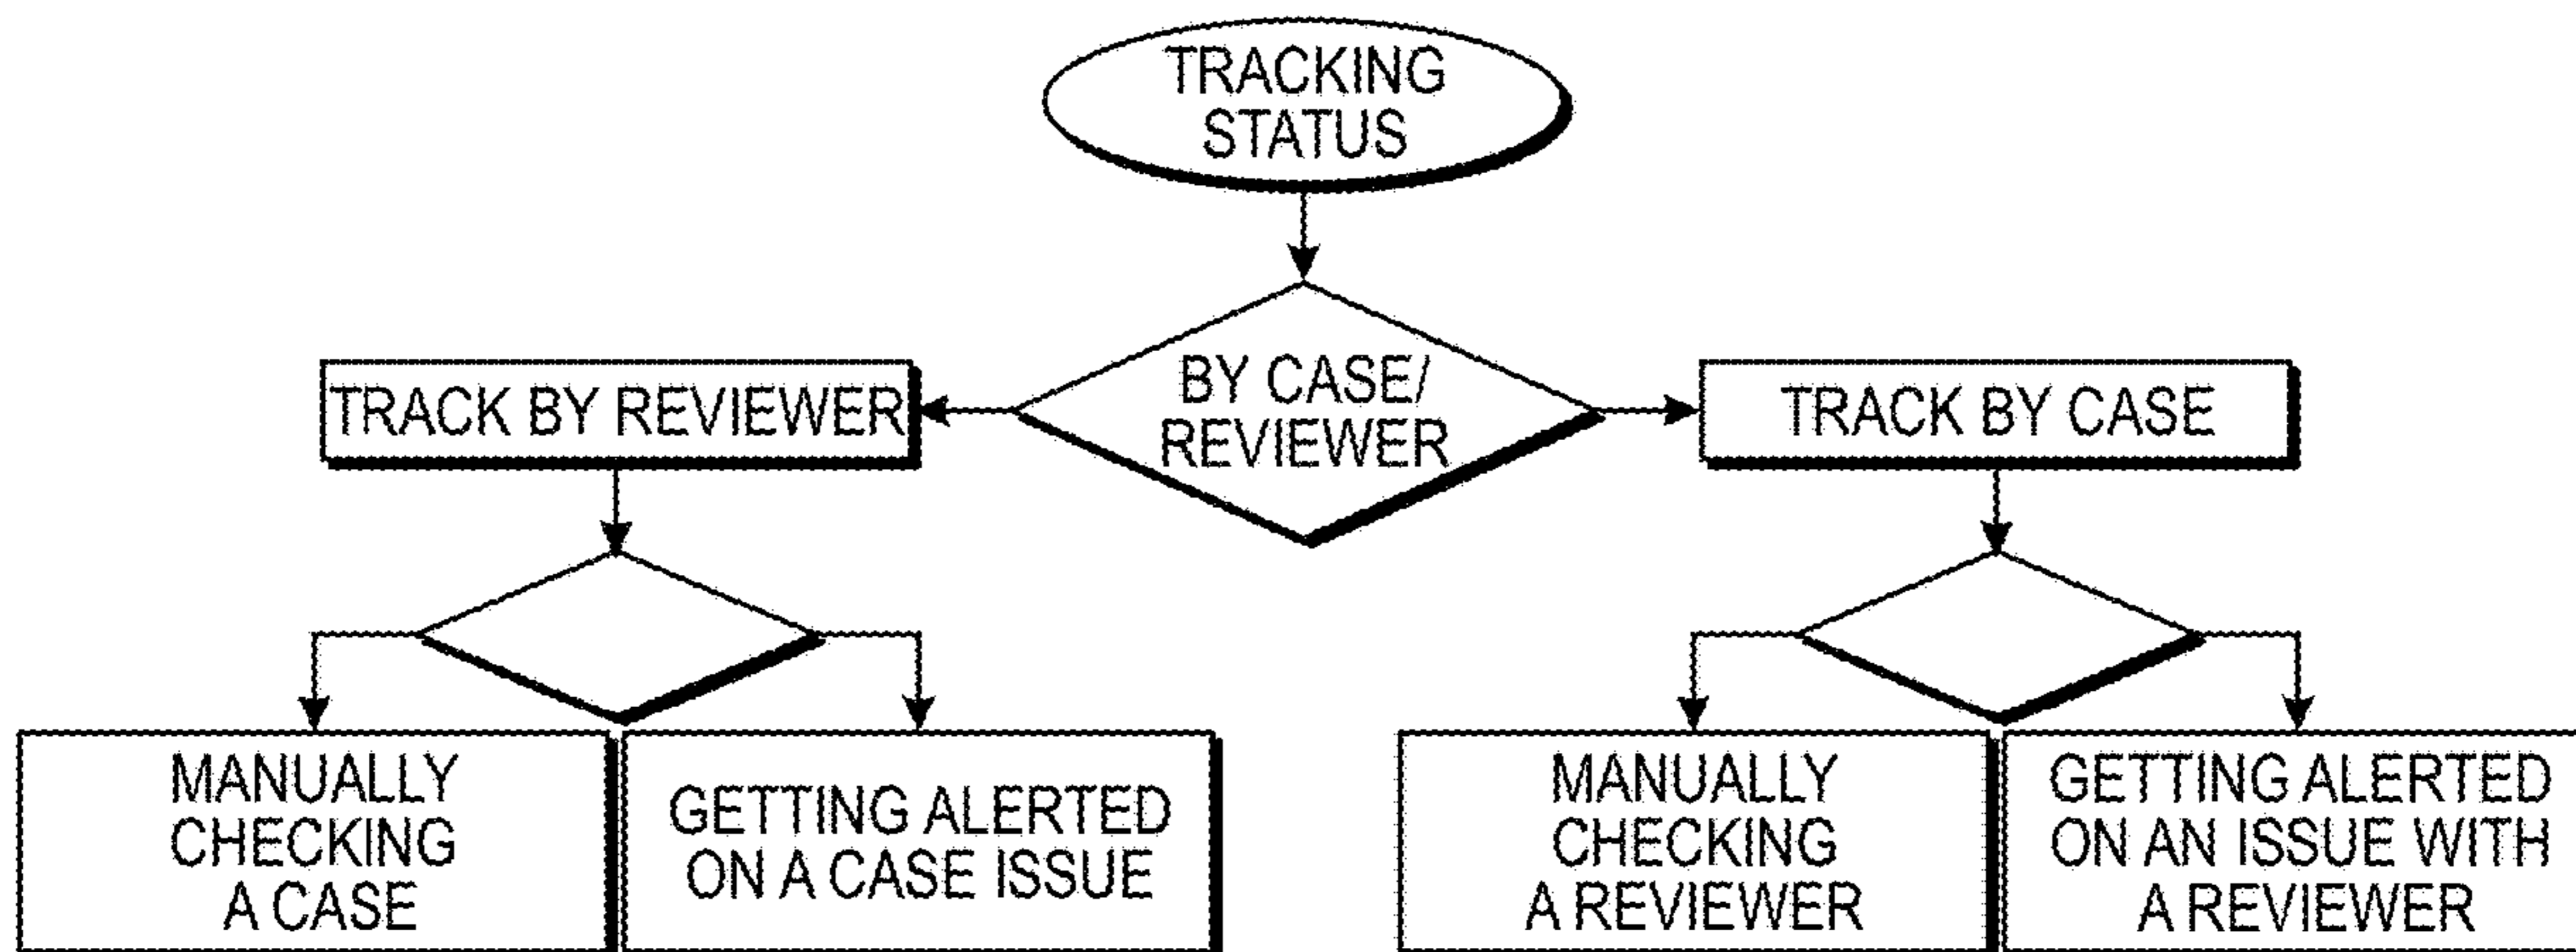 TRACKING
STATUS
BY CASE/
REVIEWER
TRACK BY REVIEWER
TRACK BY CASE
MANUALLY
CHECKING
A CASE
GETTING ALERTED
ON A CASE ISSUE
MANUALLY
CHECKING
A REVIEWER
GETTING ALERTED
ON AN ISSUE WITH
A REVIEWER